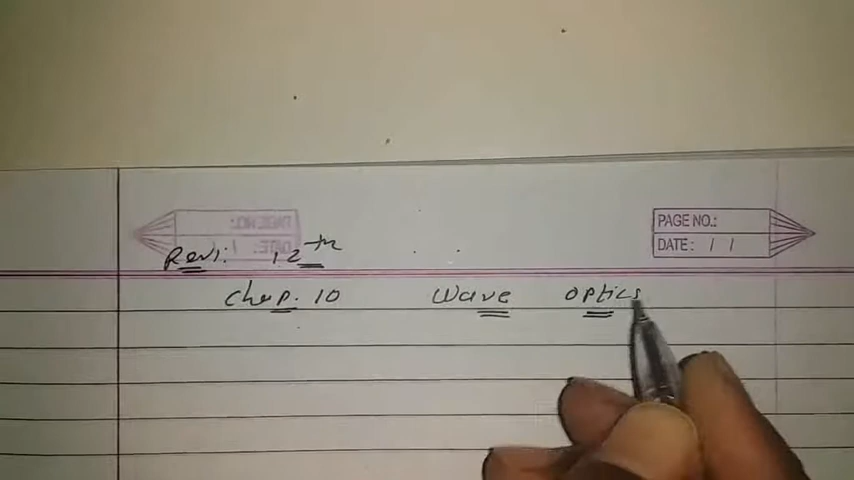 PAGE NO.:
DATE: / /
Revi: 12th
Chap. 10 Wave Optics